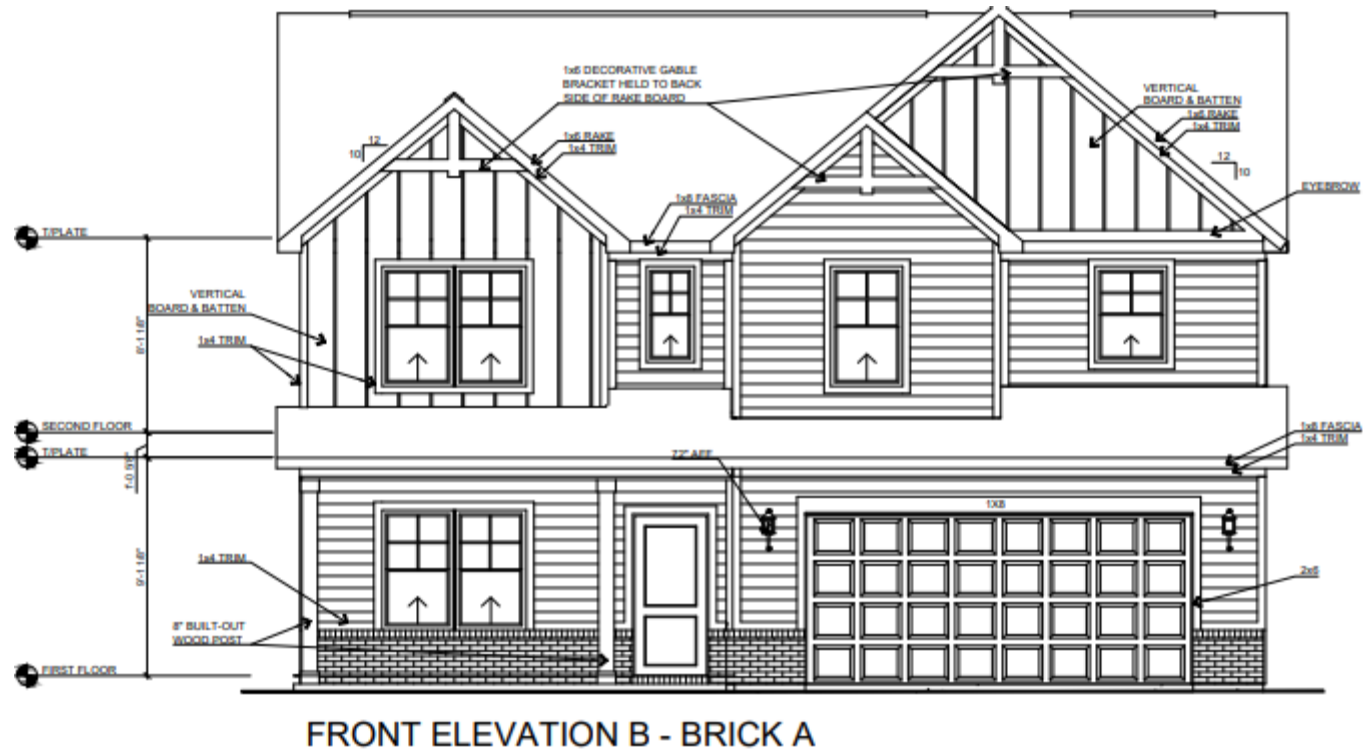 1x6 DECORATIVE GABLE
BRACKET HELD TO BACK
SIDE OF RAKE BOARD
VERTICAL
BOARD & BATTEN
1x6 RAKE
1x4 TRIM
12
10
1x6 RAKE
1x4 TRIM
12
10
EYEBROW
1x8 FASCIA
1x4 TRIM
T/PLATE
VERTICAL
BOARD & BATTEN
1x4 TRIM
SECOND FLOOR
T/PLATE
1x8 FASCIA
1x4 TRIM
72" AFF
1X8
1x4 TRIM
2x6
8" BUILT-OUT
WOOD POST
FIRST FLOOR
FRONT ELEVATION B - BRICK A